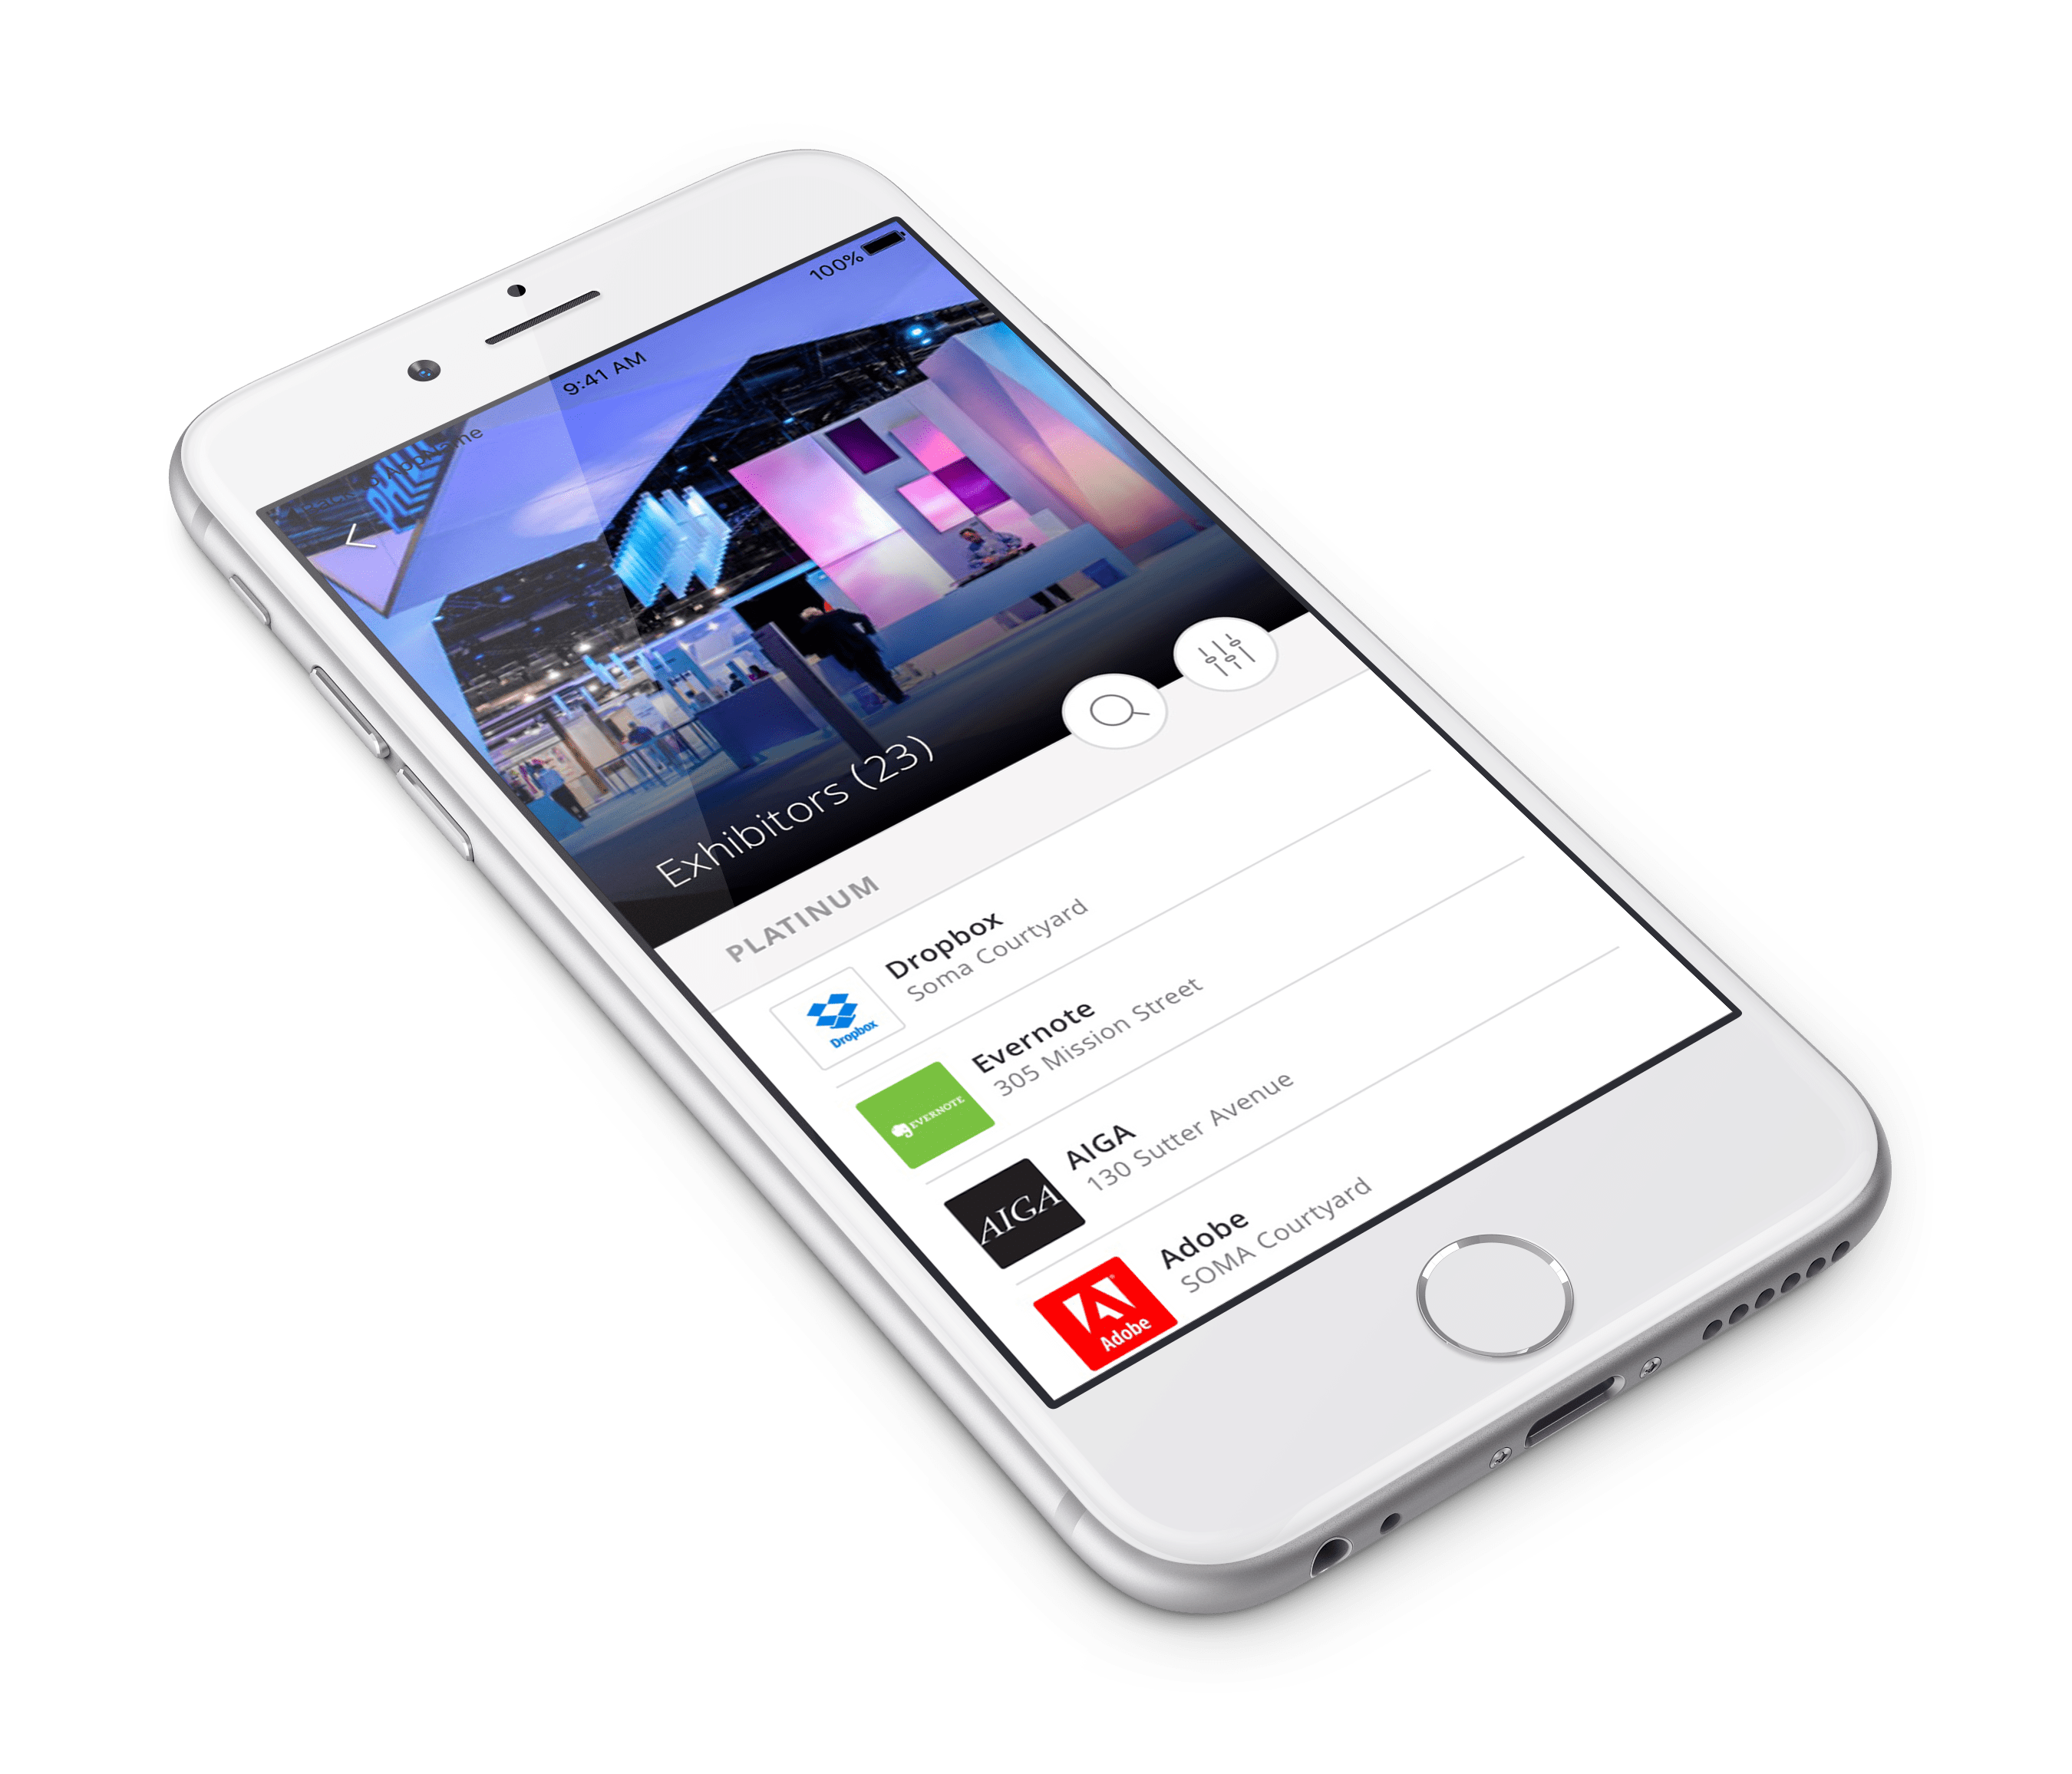 9:41 AM
100%
Exhibitors (23)
PLATINUM
Dropbox
Dropbox
Soma Courtyard
EVERNOTE
Evernote
305 Mission Street
AIGA
AIGA
130 Sutter Avenue
Adobe
Adobe
SOMA Courtyard